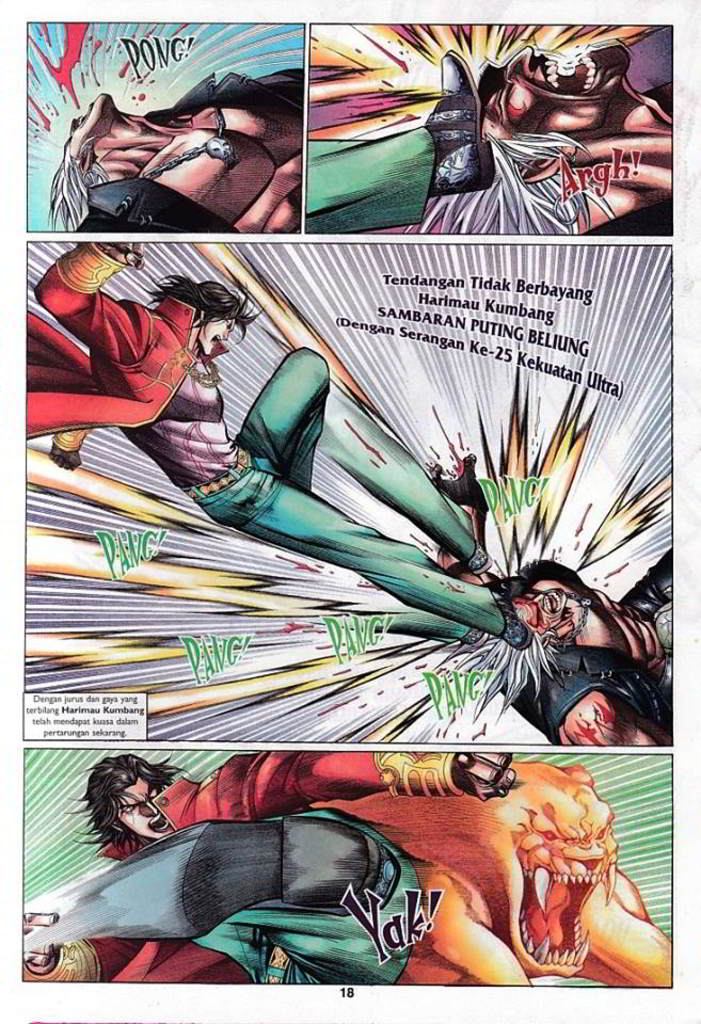 PONG!
Argh!
Tendangan Tidak Berbayang
Harimau Kumbang
SAMBARAN PUTING BELIUNG
(Dengan Serangan Ke-25 Kekuatan Ultra)
PANG!
PANG!
PANG!
PANG!
PANG!
Dengan jurus dan gaya yang
terbilang Harimau Kumbang
telah mendapat kuasa dalam
pertarungan sekarang.
Yak!
18